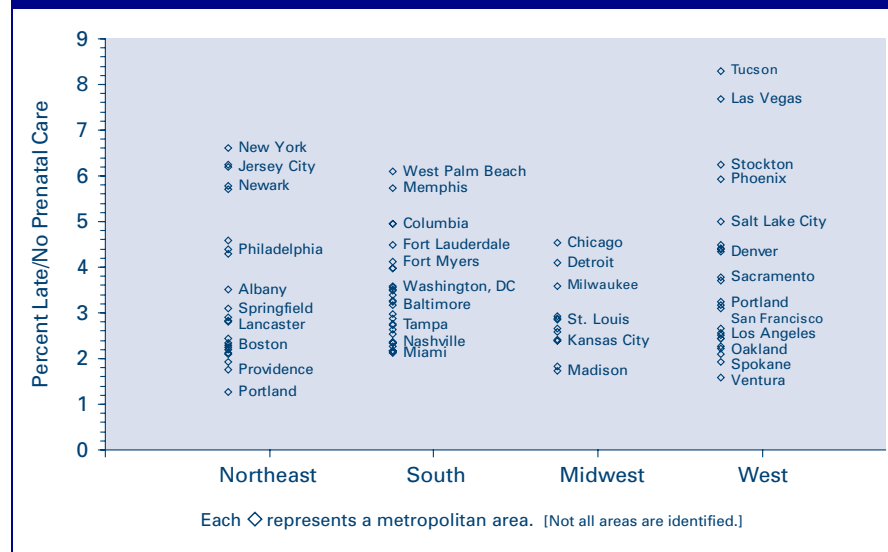 Percent Late/No Prenatal Care
9
8
7
6
5
4
3
2
1
0
New York
Jersey City
Newark
Philadelphia
Albany
Springfield
Lancaster
Boston
Providence
Portland
West Palm Beach
Memphis
Columbia
Fort Lauderdale
Fort Myers
Washington, DC
Baltimore
Tampa
Nashville
Miami
Chicago
Detroit
Milwaukee
St. Louis
Kansas City
Madison
Tucson
Las Vegas
Stockton
Phoenix
Salt Lake City
Denver
Sacramento
Portland
San Francisco
Los Angeles
Oakland
Spokane
Ventura
Northeast South Midwest West
Each ◇ represents a metropolitan area. [Not all areas are identified.]